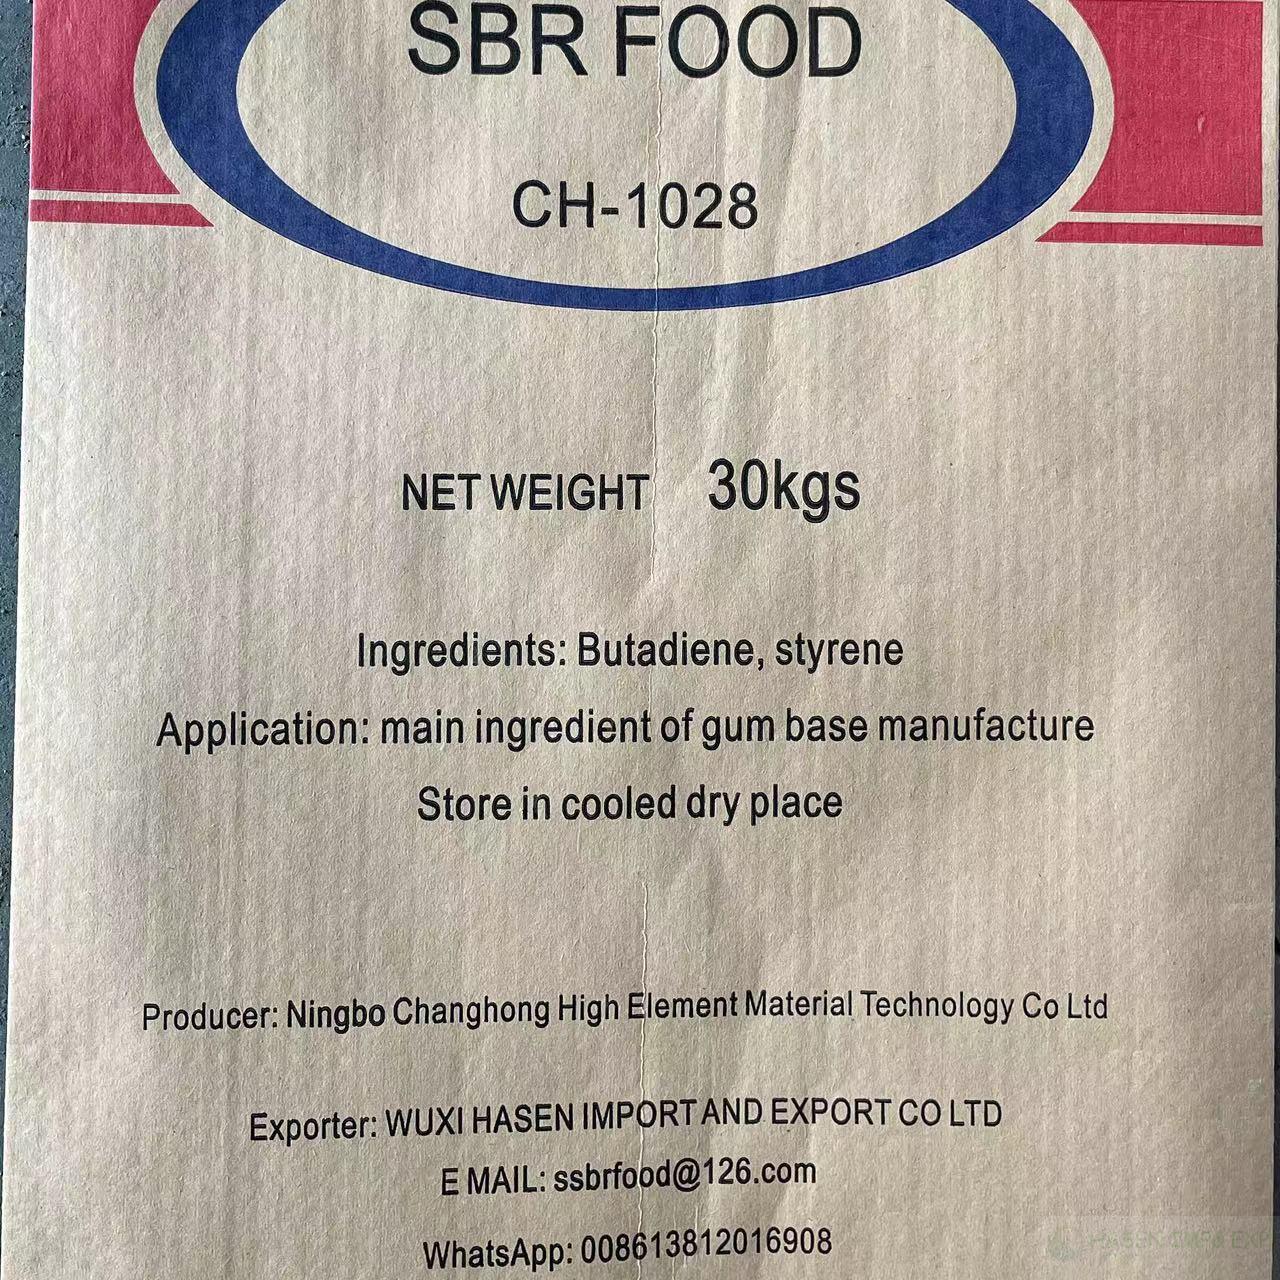 SBR FOOD
CH-1028
NET WEIGHT 30kgs
Ingredients: Butadiene, styrene
Application: main ingredient of gum base manufacture
Store in cooled dry place
Producer: Ningbo Changhong High Element Material Technology Co Ltd
Exporter: WUXI HASEN IMPORT AND EXPORT CO LTD
E MAIL: ssbrfood@126.com
WhatsApp: 008613812016908